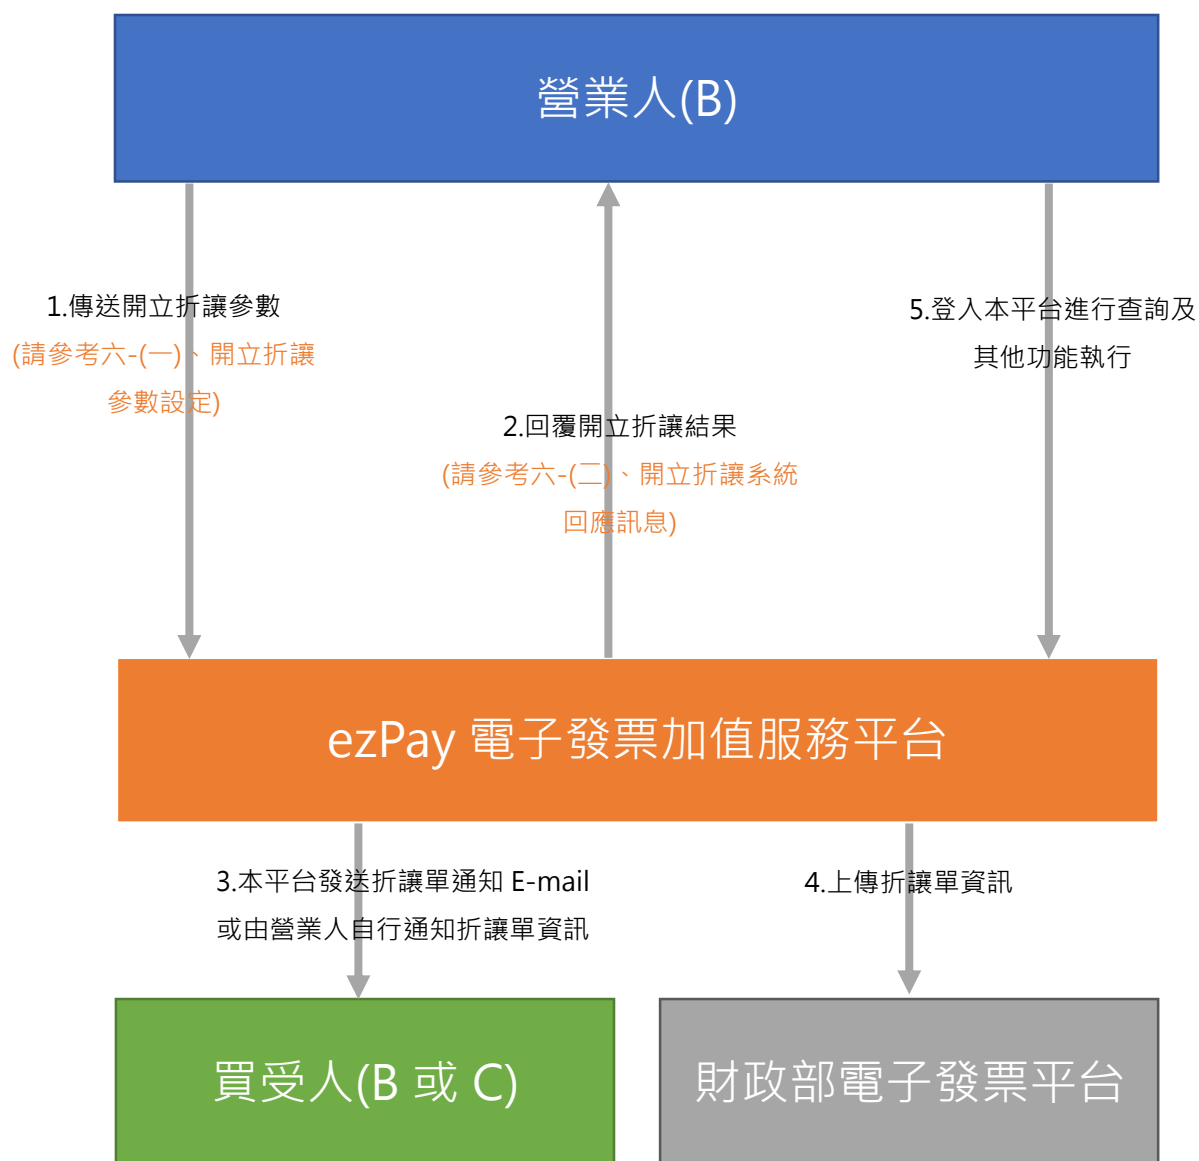 營業人(B)
1.傳送開立折讓參數
(請參考六-(一)、開立折讓
參數設定)
2.回覆開立折讓結果
(請參考六-(二)、開立折讓系統
回應訊息)
5.登入本平台進行查詢及
其他功能執行
ezPay 電子發票加值服務平台
3.本平台發送折讓單通知 E-mail
或由營業人自行通知折讓單資訊
4.上傳折讓單資訊
買受人(B 或 C)
財政部電子發票平台